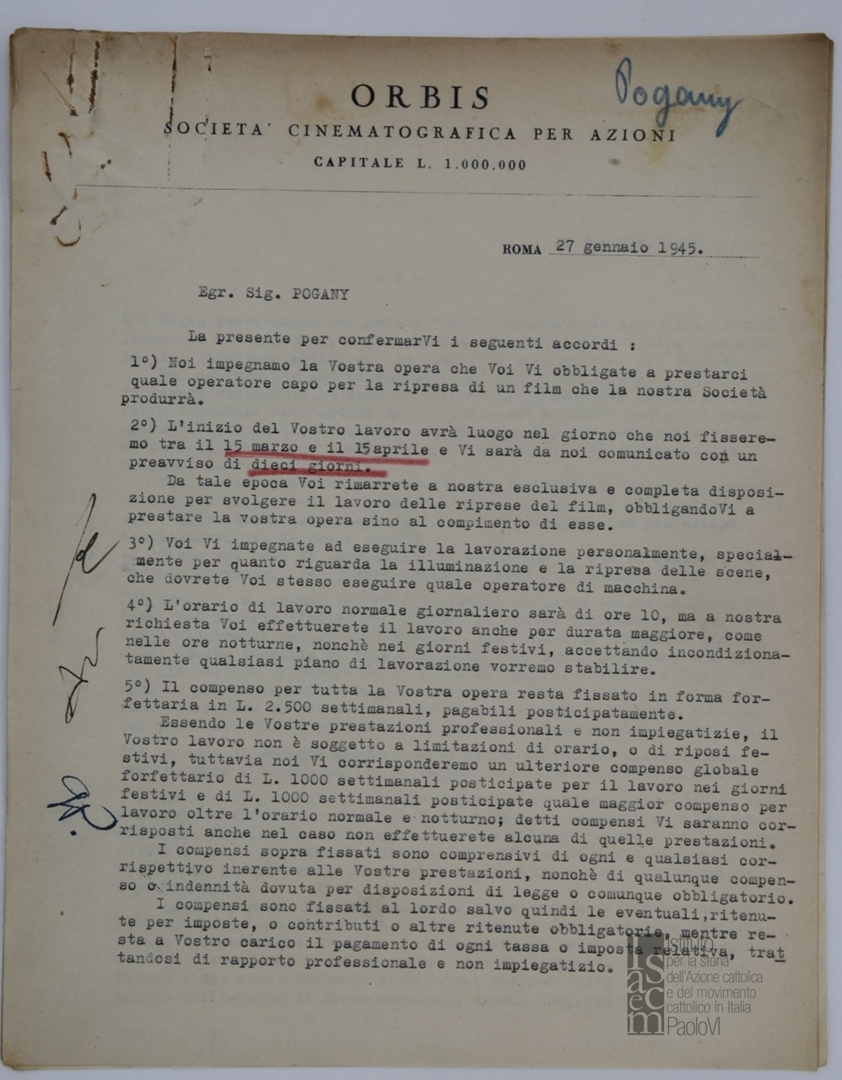 Pogany
ORBIS
SOCIETA' CINEMATOGRAFICA PER AZIONI
CAPITALE L. 1.000.000
ROMA 27 gennaio 1945.
Egr. Sig. POGANY
La presente per confermarVi i seguenti accordi :
1°) Noi impegnamo la Vostra opera che Voi Vi obbligate a prestarci
quale operatore capo per la ripresa di un film che la nostra Società
produrrà.
2°) L'inizio del Vostro lavoro avrà luogo nel giorno che noi fissere-
mo tra il 15 marzo e il 15aprile e Vi sarà da noi comunicato con un
preavviso di dieci giorni.
Da tale epoca Voi rimarrete a nostra esclusiva e completa disposi-
zione per svolgere il lavoro delle riprese del film, obbligandoVi a
prestare la vostra opera sino al compimento di esse.
3°) Voi Vi impegnate ad eseguire la lavorazione personalmente, special-
mente per quanto riguarda la illuminazione e la ripresa delle scene,
che dovrete Voi stesso eseguire quale operatore di macchina.
4°) L'orario di lavoro normale giornaliero sarà di ore 10, ma a nostra
richiesta Voi effettuerete il lavoro anche per durata maggiore, come
nelle ore notturne, nonchè nei giorni festivi, accettando incondiziona-
tamente qualsiasi piano di lavorazione vorremo stabilire.
5°) Il compenso per tutta la Vostra opera resta fissato in forma for-
fettaria in L. 2.500 settimanali, pagabili posticipatamente.
Essendo le Vostre prestazioni professionali e non impiegatizie, il
Vostro lavoro non è soggetto a limitazioni di orario, o di riposi fe-
stivi, tuttavia noi Vi corrisponderemo un ulteriore compenso globale
forfettario di L. 1000 settimanali posticipate per il lavoro nei giorni
festivi e di L. 1000 settimanali posticipate quale maggior compenso per
lavoro oltre l'orario normale e notturno; detti compensi Vi saranno cor-
risposti anche nel caso non effettuerete alcuna di quelle prestazioni.
I compensi sopra fissati sono comprensivi di ogni e qualsiasi cor-
rispettivo inerente alle Vostre prestazioni, nonchè di qualunque compen-
so o indennità dovuta per disposizioni di legge o comunque obbligatorio.
I compensi sono fissati al lordo salvo quindi le eventuali,ritenu-
te per imposte, o contributi o altre ritenute obbligatorie, mentre re-
sta a Vostro carico il pagamento di ogni tassa o imposta relativa, trat
tandosi di rapporto professionale e non impiegatizio.
Isacem
Istituto
per la storia
dell'Azione cattolica
e del movimento
cattolico in Italia
PaoloVI